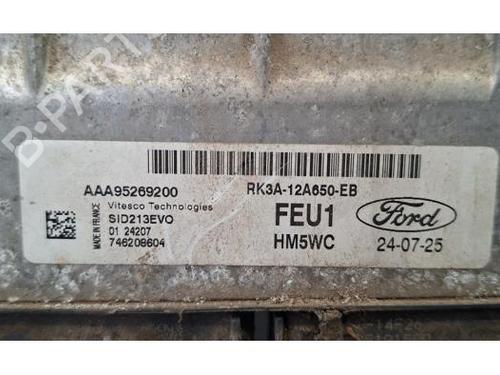 AAA95269200
RK3A-12A650-EB
MADE IN FRANCE
Vitesco Technologies
SID213EVO
01 24207
746209604
FEU1
HM5WC
Ford
24-07-25
B-PARTS